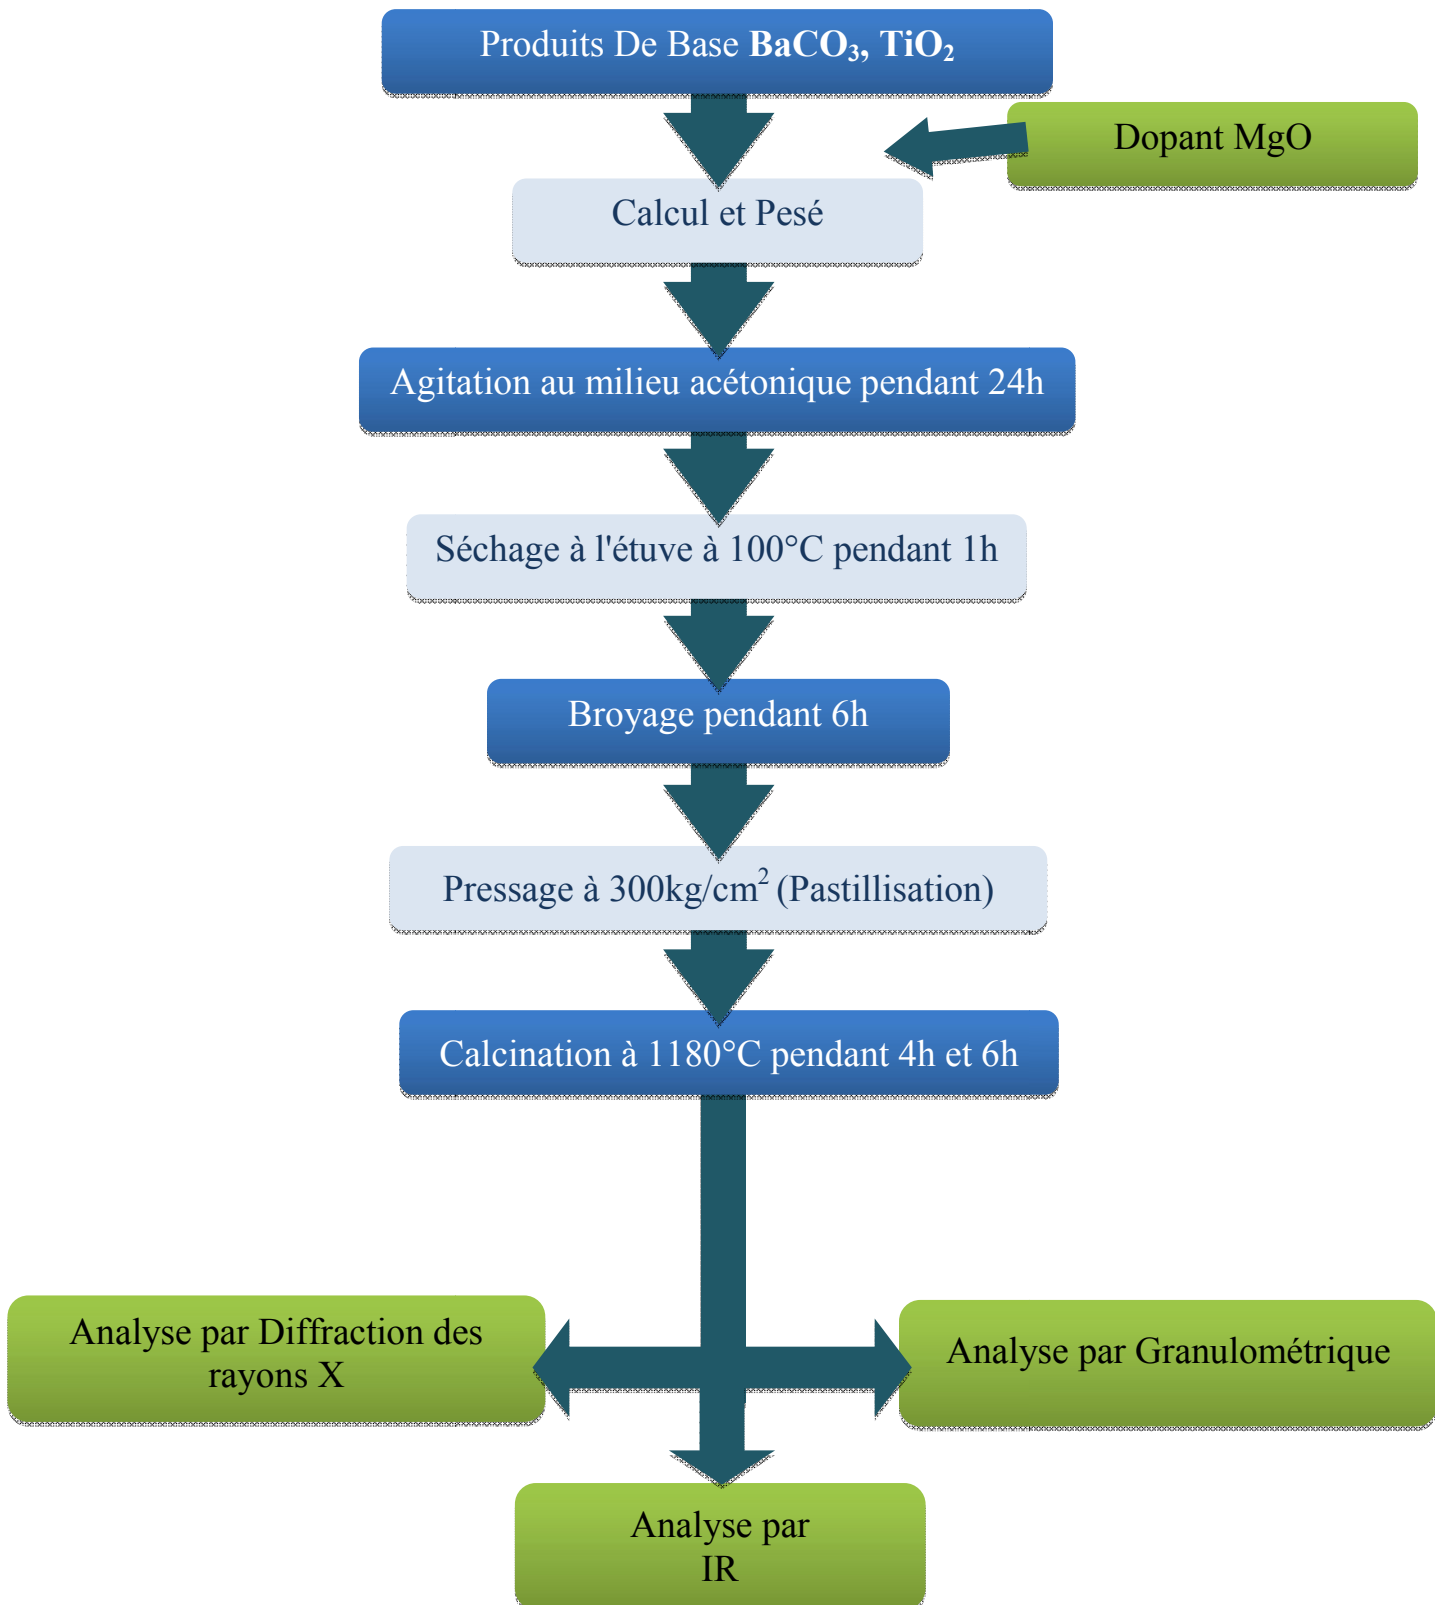 Produits De Base BaCO₃, TiO₂
Dopant MgO
Calcul et Pesé
Agitation au milieu acétonique pendant 24h
Séchage à l'étuve à 100°C pendant 1h
Broyage pendant 6h
Pressage à 300kg/cm² (Pastillisation)
Calcination à 1180°C pendant 4h et 6h
Analyse par Diffraction des
rayons X
Analyse par Granulométrique
Analyse par
IR